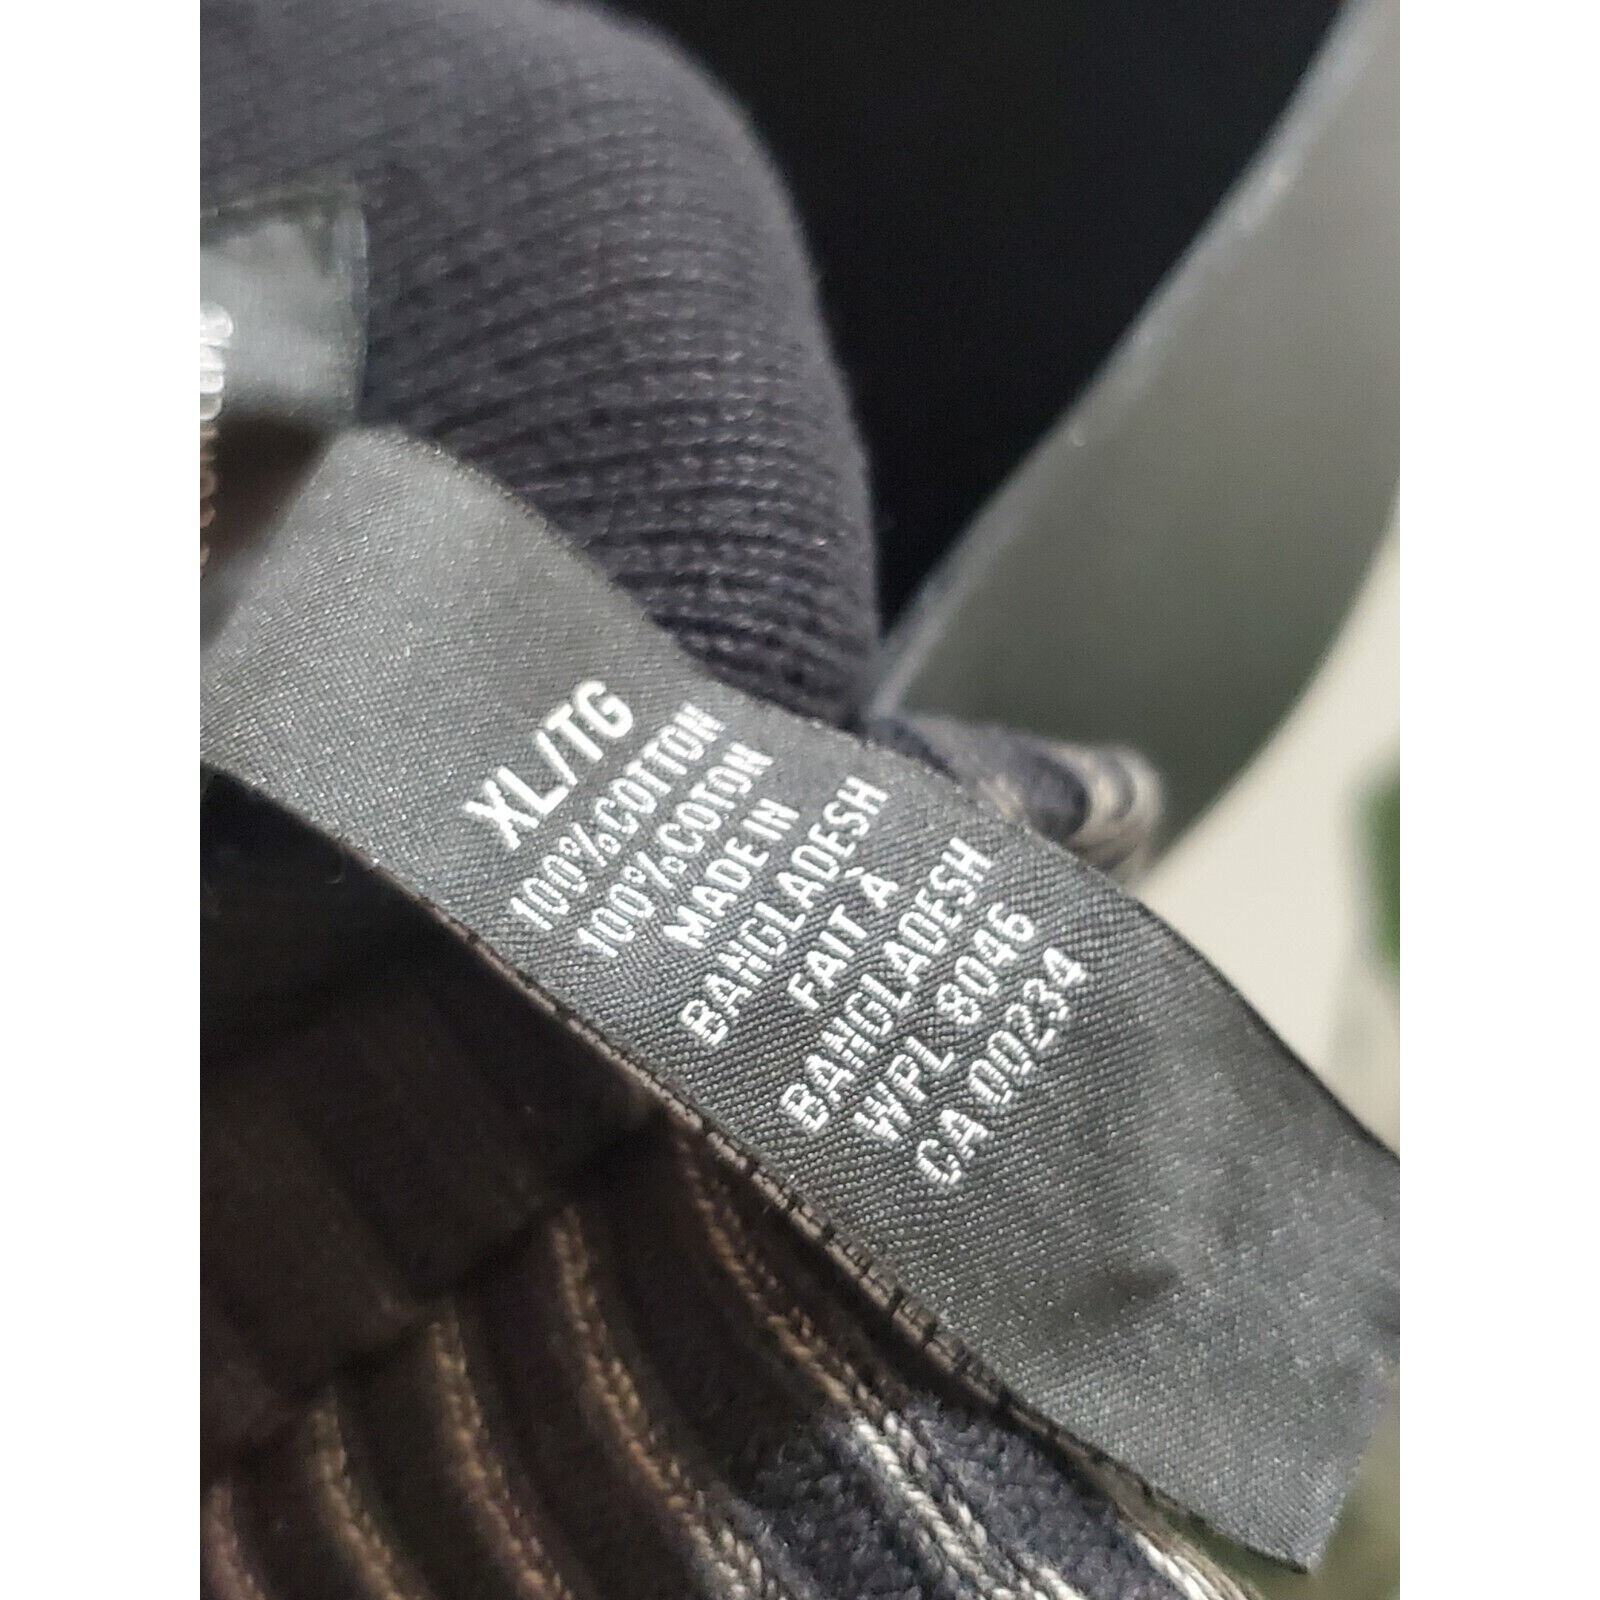 XL/TG
100%COTTON
100%COTON
MADE IN
BANGLADESH
FAIT À
BANGLADESH
WPL 8046
CA 00234